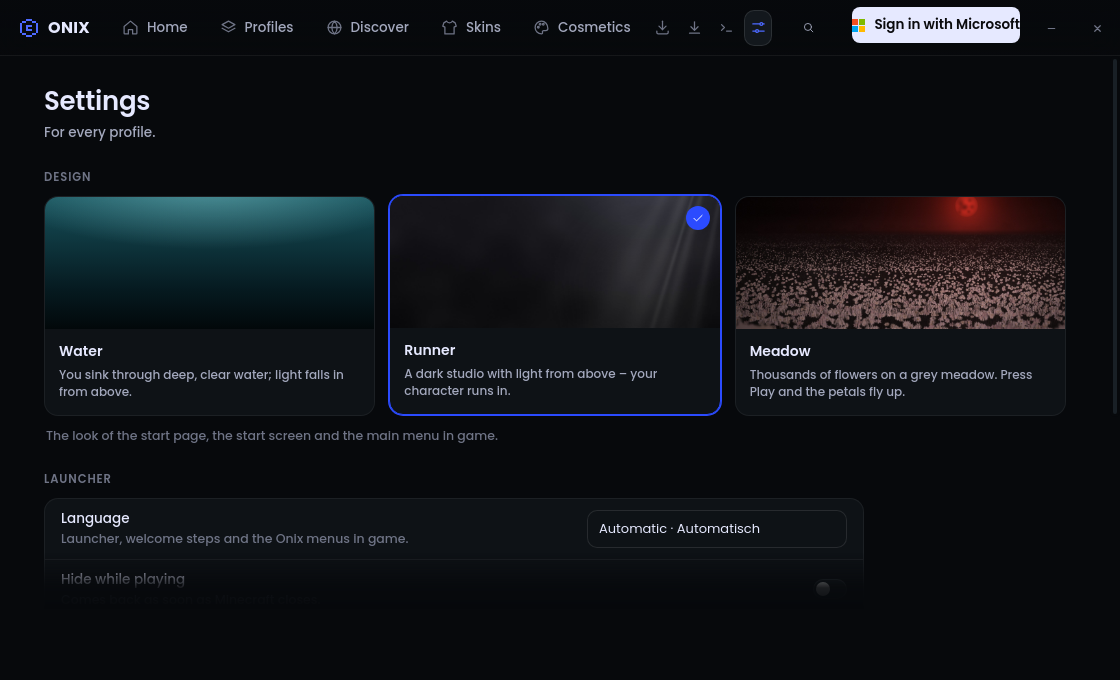 ONIX
Home
Profiles
Discover
Skins
Cosmetics
Sign in with Microsoft
Settings
For every profile.
DESIGN
Water
You sink through deep, clear water; light falls in
from above.
Runner
A dark studio with light from above – your
character runs in.
Meadow
Thousands of flowers on a grey meadow. Press
Play and the petals fly up.
The look of the start page, the start screen and the main menu in game.
LAUNCHER
Language
Launcher, welcome steps and the Onix menus in game.
Automatic · Automatisch
Hide while playing